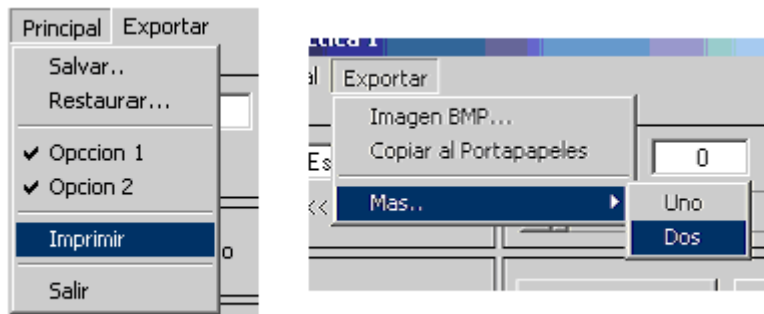 Principal Exportar
Salvar..
Restaurar...
Opccion 1
Opcion 2
Imprimir
Salir
Exportar
Imagen BMP...
Copiar al Portapapeles
0
Es
<<
Mas..
Uno
Dos